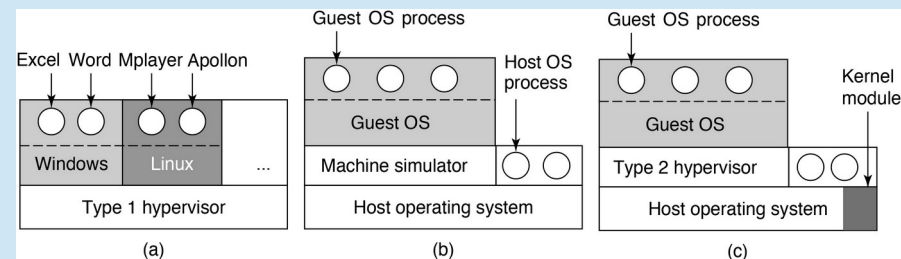 Excel Word Mplayer Apollon
Windows
Linux
...
Type 1 hypervisor
(a)
Guest OS process
Host OS
process
Guest OS
Machine simulator
Host operating system
(b)
Guest OS process
Kernel
module
Guest OS
Type 2 hypervisor
Host operating system
(c)